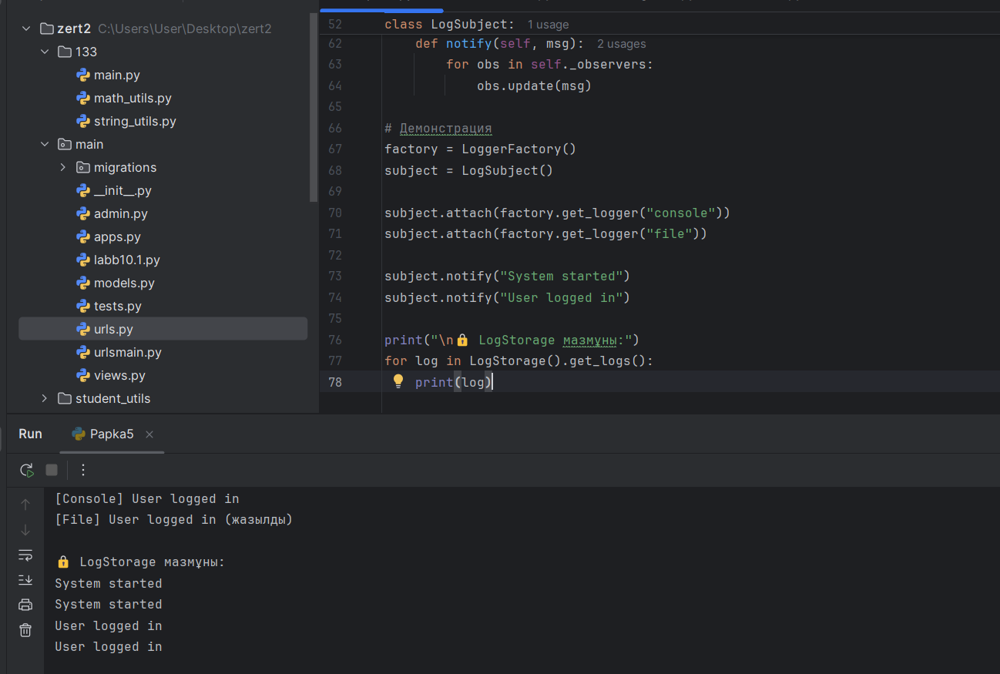 zert2 C:\Users\User\Desktop\zert2
133
main.py
math_utils.py
string_utils.py
main
migrations
__init__.py
admin.py
apps.py
labb10.1.py
models.py
tests.py
urls.py
urlsmain.py
views.py
student_utils
52 class LogSubject: 1 usage
62 def notify(self, msg): 2 usages
63 for obs in self._observers:
64 obs.update(msg)
65
66 # Демонстрация
67 factory = LoggerFactory()
68 subject = LogSubject()
69
70 subject.attach(factory.get_logger("console"))
71 subject.attach(factory.get_logger("file"))
72
73 subject.notify("System started")
74 subject.notify("User logged in")
75
76 print("\n🔒 LogStorage мазмұны:")
77 for log in LogStorage().get_logs():
78 print(log)
Run Papka5
[Console] User logged in
[File] User logged in (жазылды)
🔒 LogStorage мазмұны:
System started
System started
User logged in
User logged in